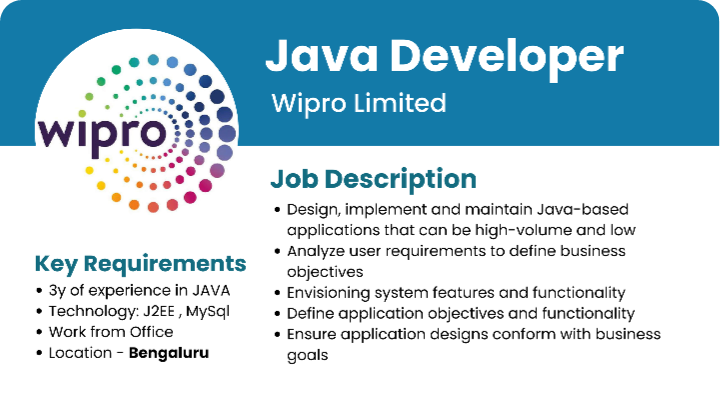 Java Developer
Wipro Limited
wipro
Job Description
• Design, implement and maintain Java-based
applications that can be high-volume and low
• Analyze user requirements to define business
objectives
• Envisioning system features and functionality
• Define application objectives and functionality
• Ensure application designs conform with business
goals
Key Requirements
• 3y of experience in JAVA
• Technology: J2EE , MySql
• Work from Office
• Location - Bengaluru